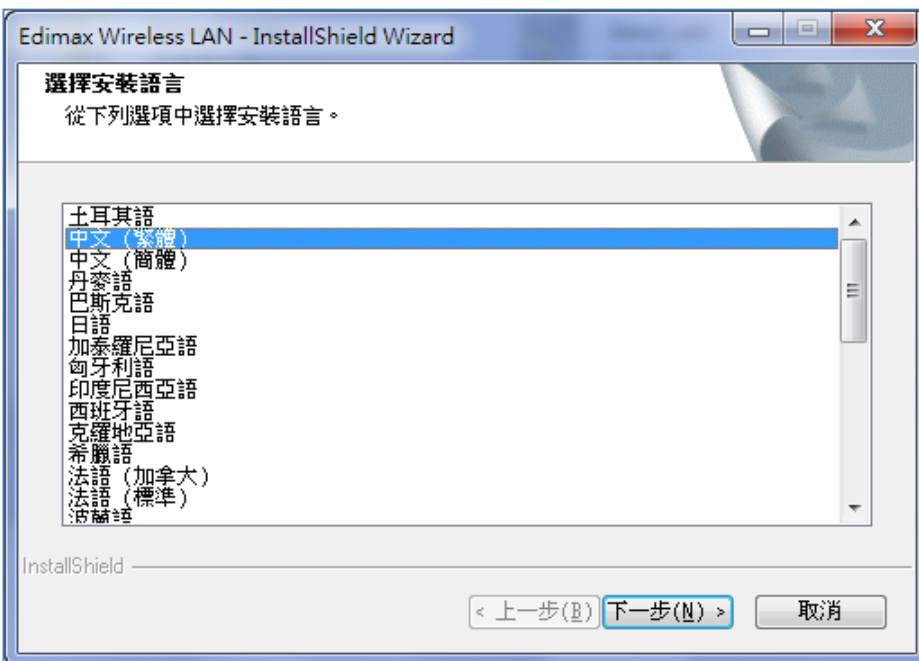 Edimax Wireless LAN - InstallShield Wizard
選擇安裝語言
從下列選項中選擇安裝語言。
土耳其語
中文 (繁體)
中文 (簡體)
丹麥語
巴斯克語
日語
加泰羅尼亞語
匈牙利語
印度尼西亞語
西班牙語
克羅地亞語
希臘語
法語 (加拿大)
法語 (標準)
波蘭語
InstallShield
< 上一步(B) 下一步(N) > 取消